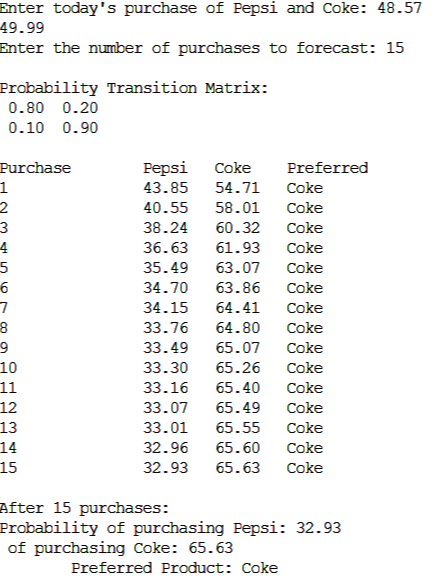 Enter today's purchase of Pepsi and Coke: 48.57
49.99
Enter the number of purchases to forecast: 15
Probability Transition Matrix:
0.80 0.20
0.10 0.90
Purchase Pepsi Coke Preferred
1 43.85 54.71 Coke
2 40.55 58.01 Coke
3 38.24 60.32 Coke
4 36.63 61.93 Coke
5 35.49 63.07 Coke
6 34.70 63.86 Coke
7 34.15 64.41 Coke
8 33.76 64.80 Coke
9 33.49 65.07 Coke
10 33.30 65.26 Coke
11 33.16 65.40 Coke
12 33.07 65.49 Coke
13 33.01 65.55 Coke
14 32.96 65.60 Coke
15 32.93 65.63 Coke
After 15 purchases:
Probability of purchasing Pepsi: 32.93
of purchasing Coke: 65.63
Preferred Product: Coke